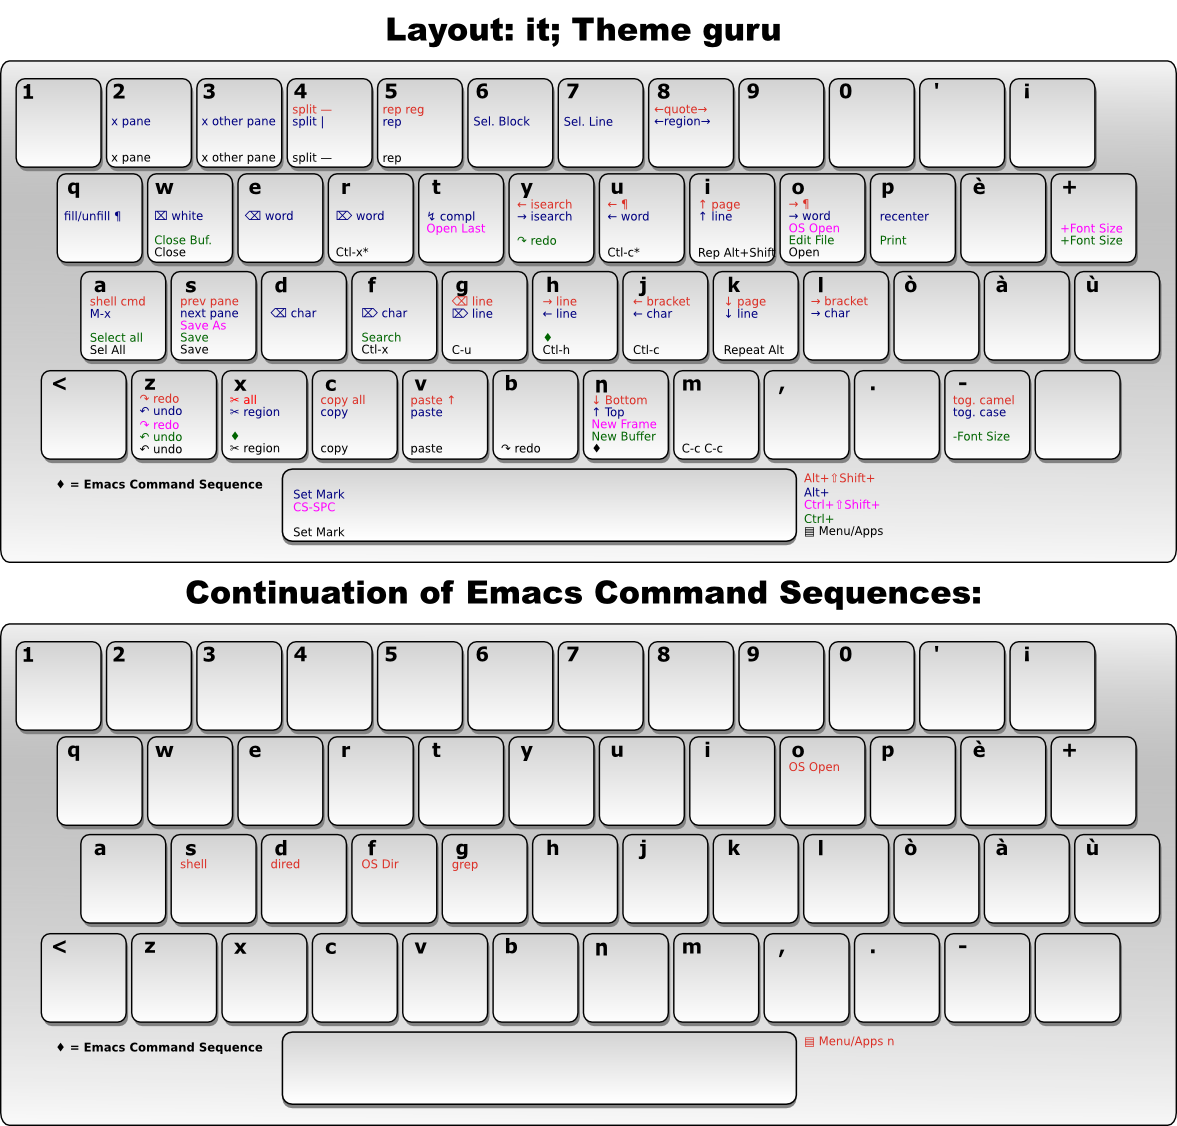 Layout: it; Theme guru
1 2 3 4 5 6 7 8 9 0 ' i
split — rep reg ←quote→
x pane x other pane split | rep Sel. Block Sel. Line ←region→
x pane x other pane split — rep
q w e r t y u i o p è +
← isearch ← ¶ ↑ page → ¶
fill/unfill ¶ ⌧ white ⌫ word ⌦ word ↯ compl → isearch ← word ↑ line → word recenter
Open Last OS Open +Font Size
Close Buf. ↷ redo Edit File Print +Font Size
Close Ctl-x* Ctl-c* Rep Alt+Shift Open
a s d f g h j k l ò à ù
shell cmd prev pane ⌫ line → line ← bracket ↓ page → bracket
M-x next pane ⌫ char ⌦ char ⌦ line ← line ← char ↓ line → char
Save As
Select all Save Search ♦
Sel All Save Ctl-x C-u Ctl-h Ctl-c Repeat Alt
< z x c v b n m , . -
↷ redo ✂ all copy all paste ↑ ↓ Bottom tog. camel
↶ undo ✂ region copy paste ↑ Top tog. case
↷ redo New Frame
↶ undo ♦ New Buffer -Font Size
↶ undo ✂ region copy paste ↷ redo ♦ C-c C-c
♦ = Emacs Command Sequence
Set Mark
CS-SPC
Set Mark
Alt+⇧Shift+
Alt+
Ctrl+⇧Shift+
Ctrl+
▤ Menu/Apps
Continuation of Emacs Command Sequences:
1 2 3 4 5 6 7 8 9 0 ' i
q w e r t y u i o p è +
OS Open
a s d f g h j k l ò à ù
shell dired OS Dir grep
< z x c v b n m , . -
♦ = Emacs Command Sequence
▤ Menu/Apps n